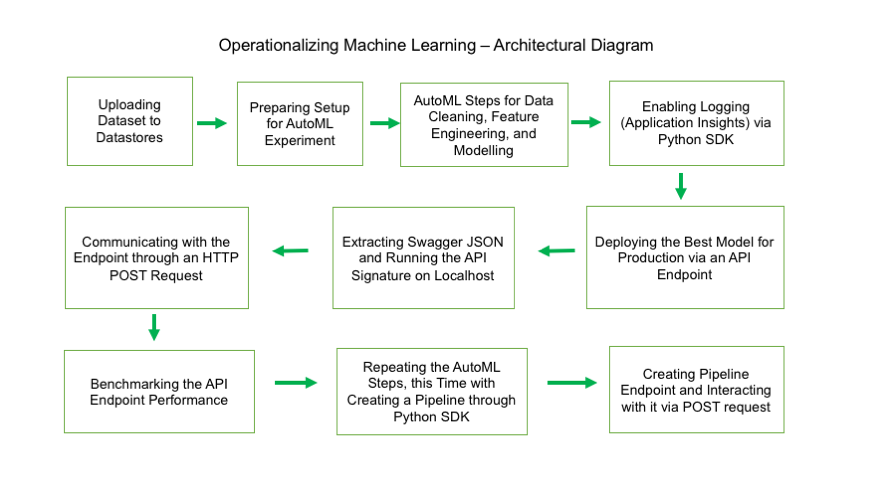 Operationalizing Machine Learning – Architectural Diagram
Uploading
Dataset to
Datastores
Preparing Setup
for AutoML
Experiment
AutoML Steps for Data
Cleaning, Feature
Engineering, and
Modelling
Enabling Logging
(Application Insights) via
Python SDK
Deploying the Best Model for
Production via an API
Endpoint
Extracting Swagger JSON
and Running the API
Signature on Localhost
Communicating with the
Endpoint through an HTTP
POST Request
Benchmarking the API
Endpoint Performance
Repeating the AutoML
Steps, this Time with
Creating a Pipeline through
Python SDK
Creating Pipeline
Endpoint and Interacting
with it via POST request